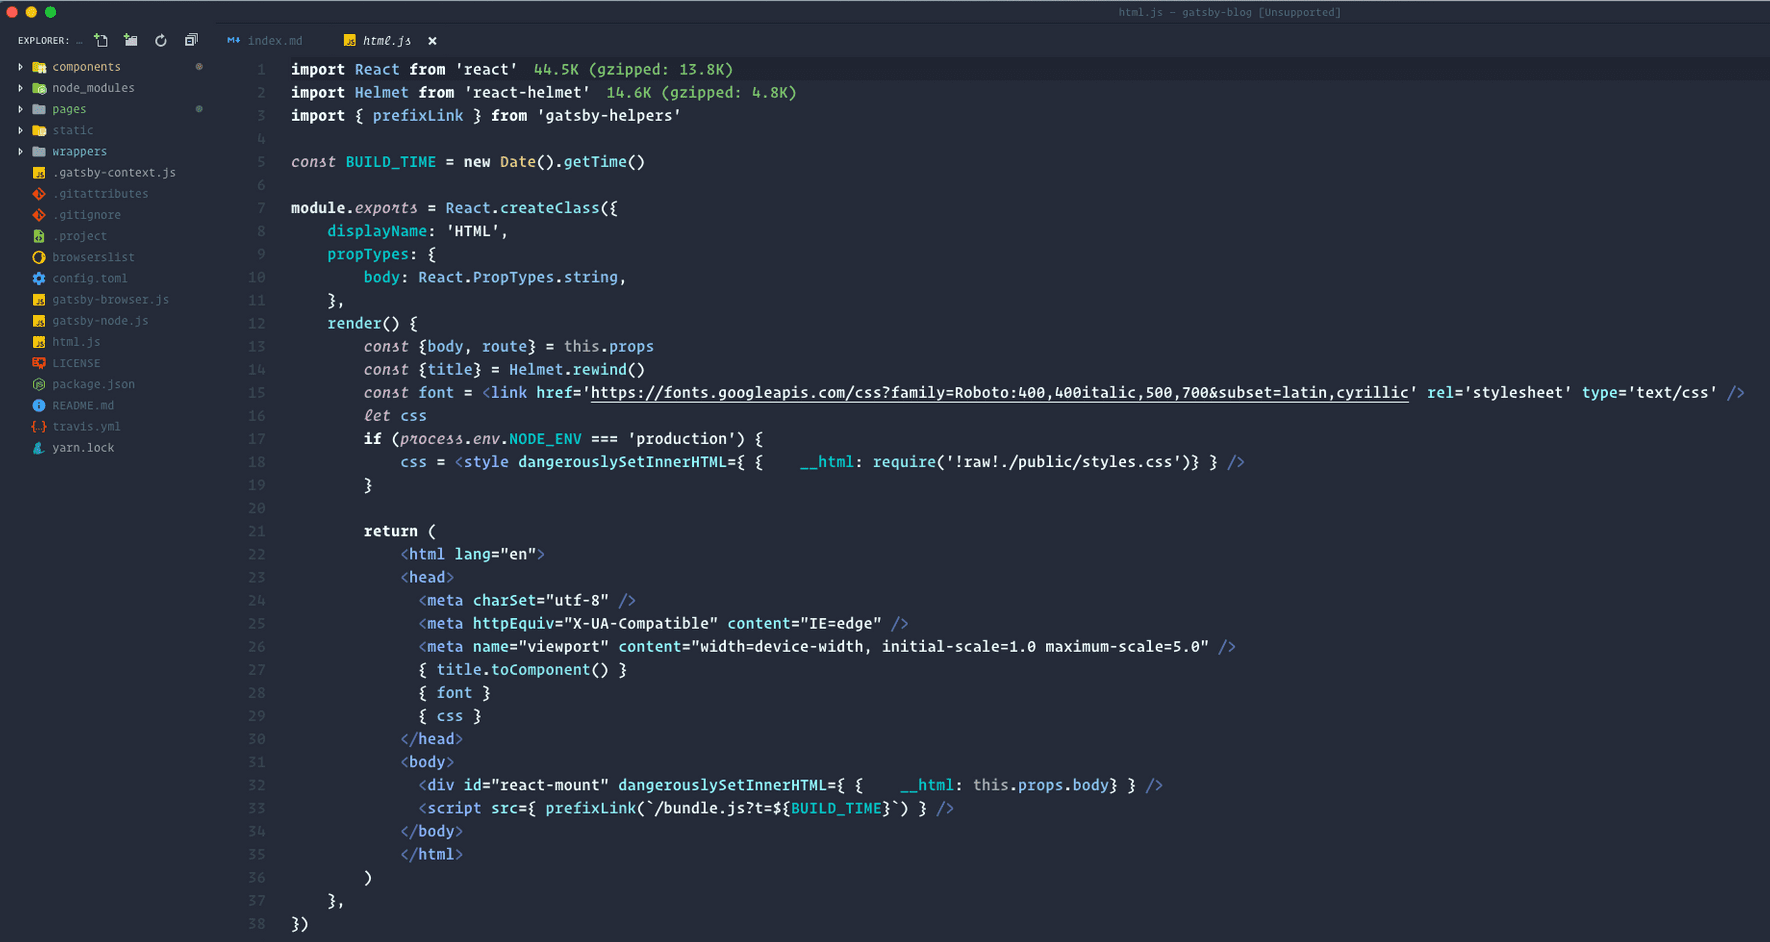 html.js — gatsby-blog [Unsupported]
EXPLORER: …
index.md
html.js ×
components
node_modules
pages
static
wrappers
.gatsby-context.js
.gitattributes
.gitignore
.project
browserslist
config.toml
gatsby-browser.js
gatsby-node.js
html.js
LICENSE
package.json
README.md
travis.yml
yarn.lock
1 import React from 'react' 44.5K (gzipped: 13.8K)
2 import Helmet from 'react-helmet' 14.6K (gzipped: 4.8K)
3 import { prefixLink } from 'gatsby-helpers'
4
5 const BUILD_TIME = new Date().getTime()
6
7 module.exports = React.createClass({
8 displayName: 'HTML',
9 propTypes: {
10 body: React.PropTypes.string,
11 },
12 render() {
13 const {body, route} = this.props
14 const {title} = Helmet.rewind()
15 const font = <link href='https://fonts.googleapis.com/css?family=Roboto:400,400italic,500,700&subset=latin,cyrillic' rel='stylesheet' type='text/css' />
16 let css
17 if (process.env.NODE_ENV === 'production') {
18 css = <style dangerouslySetInnerHTML={ {    __html: require('!raw!./public/styles.css')} } />
19 }
20
21 return (
22 <html lang="en">
23 <head>
24 <meta charSet="utf-8" />
25 <meta httpEquiv="X-UA-Compatible" content="IE=edge" />
26 <meta name="viewport" content="width=device-width, initial-scale=1.0 maximum-scale=5.0" />
27 { title.toComponent() }
28 { font }
29 { css }
30 </head>
31 <body>
32 <div id="react-mount" dangerouslySetInnerHTML={ {    __html: this.props.body} } />
33 <script src={ prefixLink(`/bundle.js?t=${BUILD_TIME}`) } />
34 </body>
35 </html>
36 )
37 },
38 })